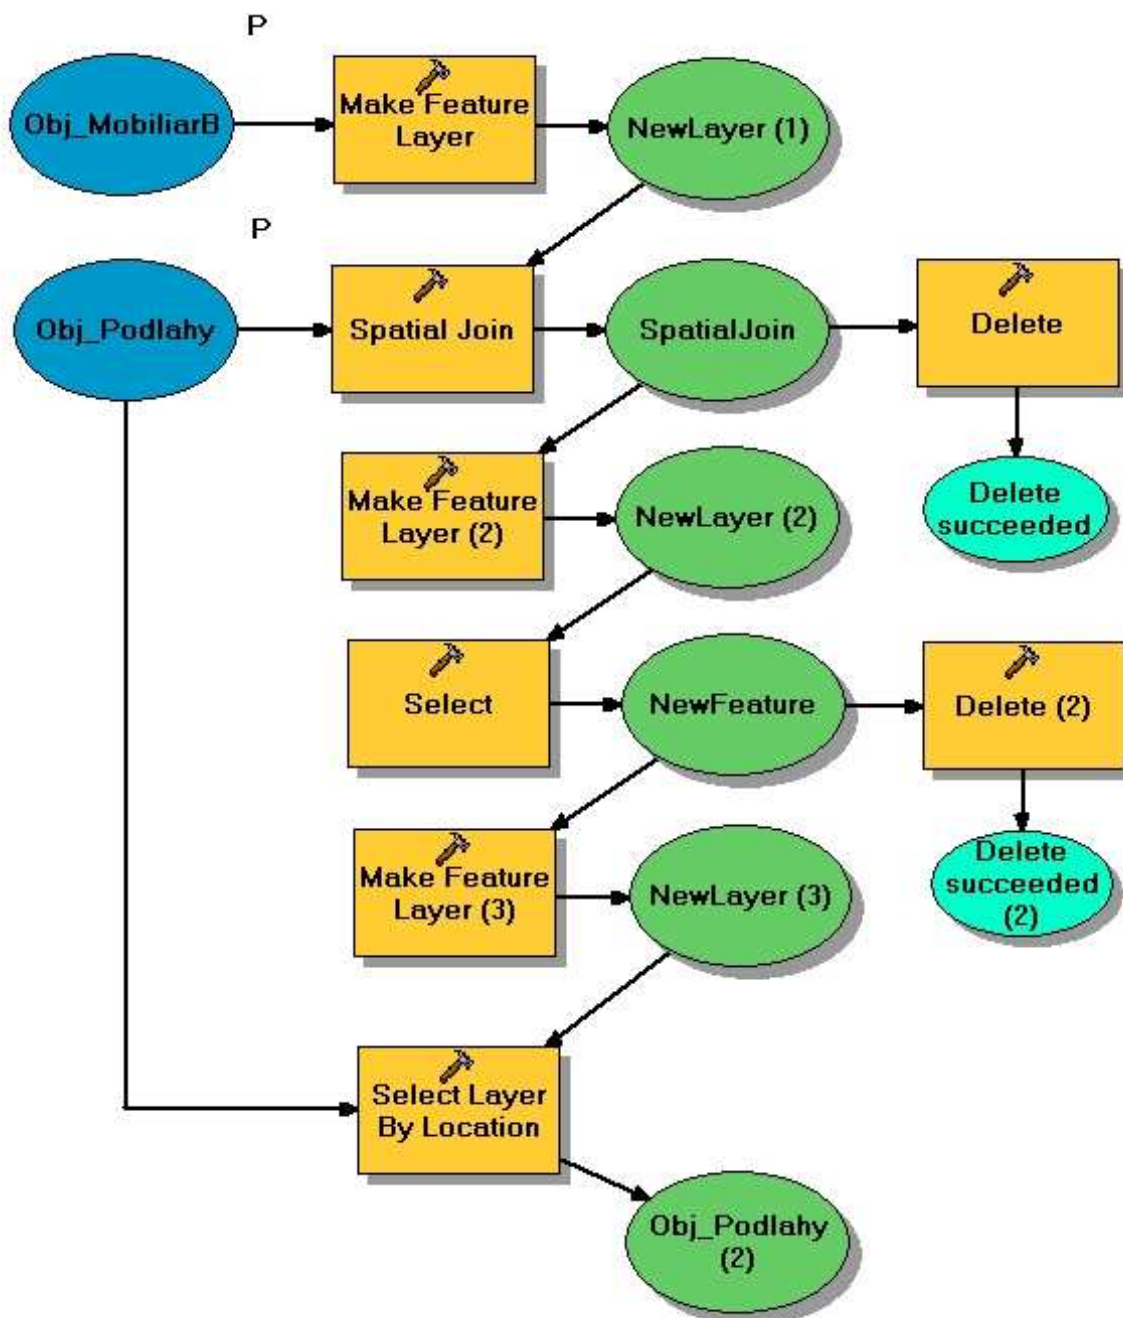 P
Obj_MobiliarB
Make Feature
Layer
NewLayer (1)
P
Obj_Podlahy
Spatial Join
SpatialJoin
Delete
Make Feature
Layer (2)
NewLayer (2)
Delete
succeeded
Select
NewFeature
Delete (2)
Make Feature
Layer (3)
NewLayer (3)
Delete
succeeded
(2)
Select Layer
By Location
Obj_Podlahy
(2)